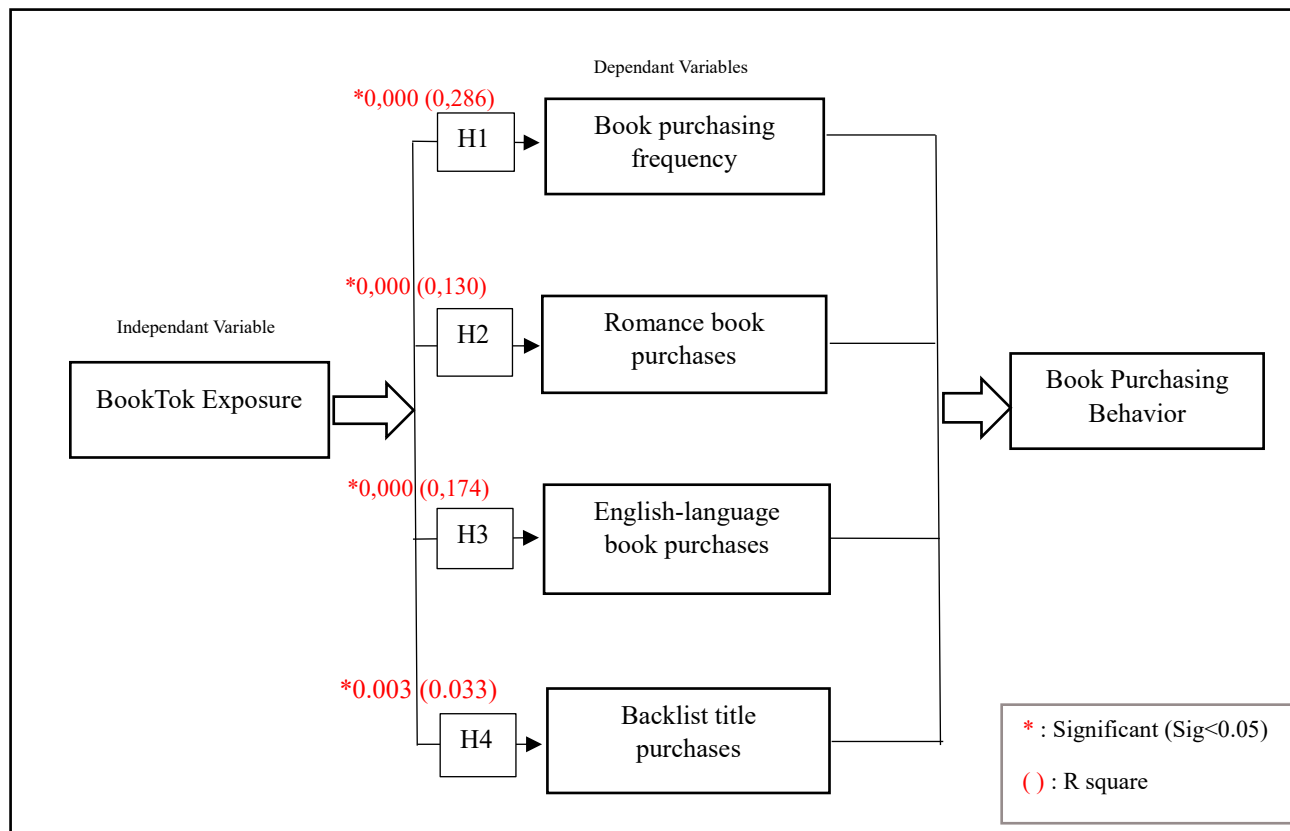 Dependant Variables
*0,000 (0,286)
H1
Book purchasing
frequency
*0,000 (0,130)
H2
Romance book
purchases
Independant Variable
BookTok Exposure
Book Purchasing
Behavior
*0,000 (0,174)
H3
English-language
book purchases
*0.003 (0.033)
H4
Backlist title
purchases
* : Significant (Sig<0.05)
( ) : R square